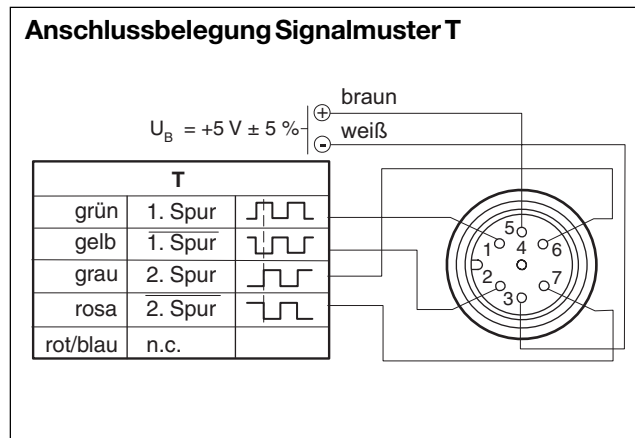 Anschlussbelegung Signalmuster T
+ braun
U_B = +5 V ± 5 %
- weiß
T
grün 1. Spur
gelb 1. Spur
grau 2. Spur
rosa 2. Spur
rot/blau n.c.
5
1 4 6
2 7
3